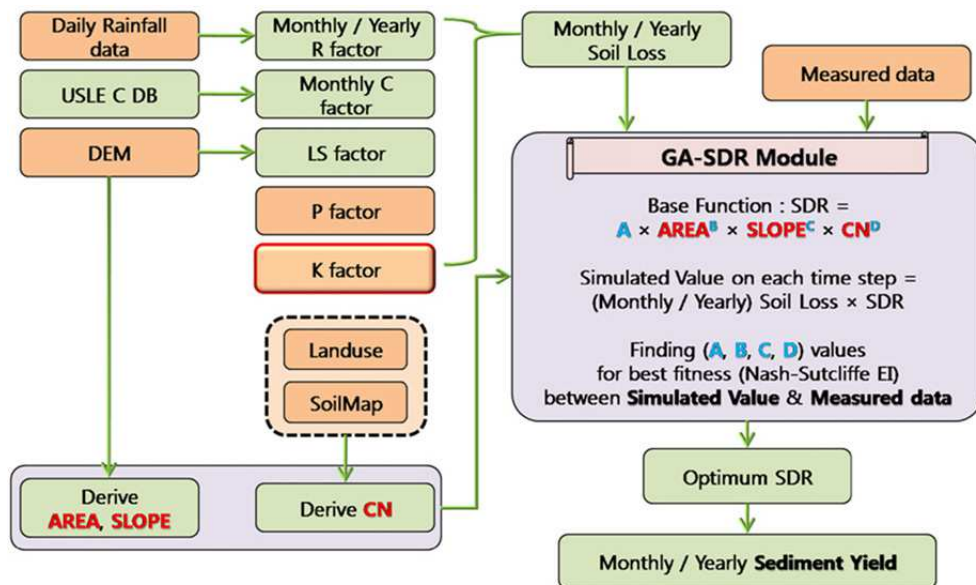 Daily Rainfall
data
Monthly / Yearly
R factor
Monthly / Yearly
Soil Loss
Measured data
USLE C DB
Monthly C
factor
DEM
LS factor
P factor
K factor
Landuse
SoilMap
Derive
AREA, SLOPE
Derive CN
GA-SDR Module
Base Function : SDR =
A × AREA^B × SLOPE^C × CN^D
Simulated Value on each time step =
(Monthly / Yearly) Soil Loss × SDR
Finding (A, B, C, D) values
for best fitness (Nash-Sutcliffe EI)
between Simulated Value & Measured data
Optimum SDR
Monthly / Yearly Sediment Yield